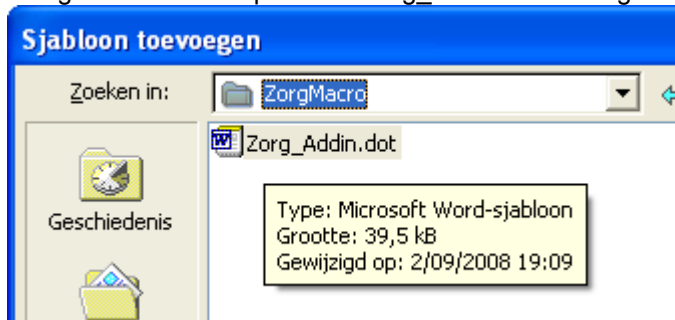 Sjabloon toevoegen
Zoeken in:
ZorgMacro
Zorg_Addin.dot
Geschiedenis
Type: Microsoft Word-sjabloon
Grootte: 39,5 kB
Gewijzigd op: 2/09/2008 19:09